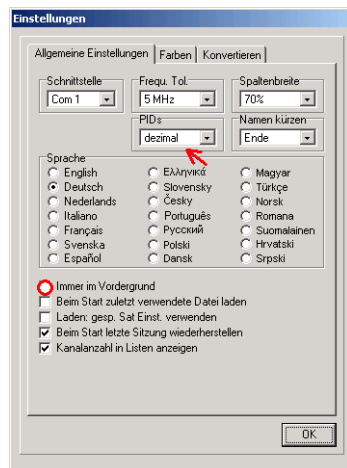 Einstellungen
Allgemeine Einstellungen Farben Konvertieren
Schnittstelle Frequ. Tol. Spaltenbreite
Com 1 5 MHz 70%
PIDs Namen kürzen
dezimal Ende
Sprache
English Ελληνικά Magyar
Deutsch Slovensky Türkçe
Nederlands Česky Norsk
Italiano Português Romana
Français Русский Suomalainen
Svenska Polski Hrvatski
Español Dansk Srpski
Immer im Vordergrund
Beim Start zuletzt verwendete Datei laden
Laden: gesp. Sat Einst. verwenden
Beim Start letzte Sitzung wiederherstellen
Kanalanzahl in Listen anzeigen
OK